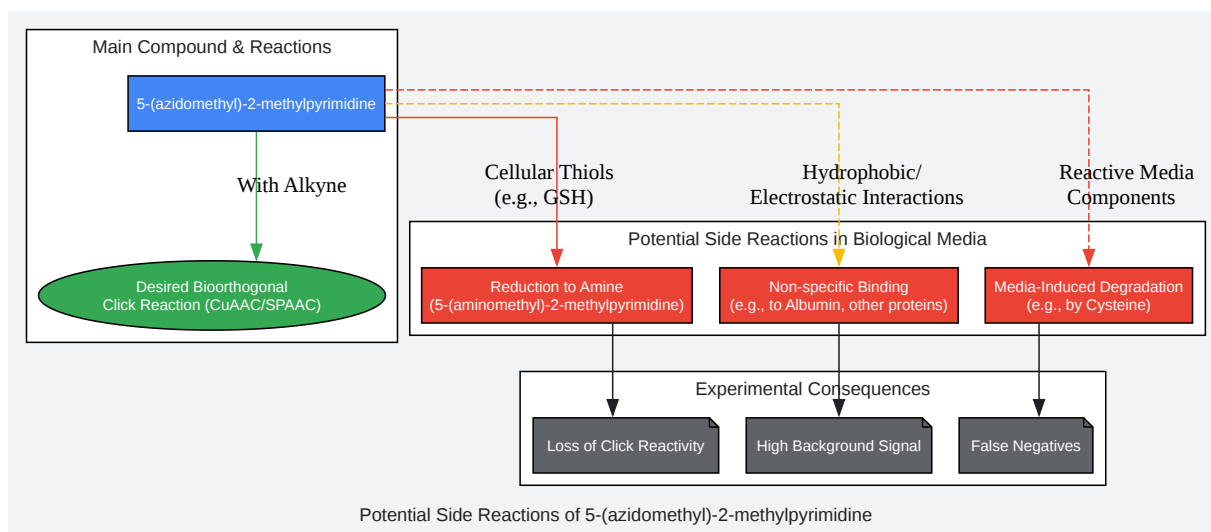 Main Compound & Reactions
5-(azidomethyl)-2-methylpyrimidine
With Alkyne
Desired Bioorthogonal
Click Reaction (CuAAC/SPAAC)
Cellular Thiols
(e.g., GSH)
Hydrophobic/
Electrostatic Interactions
Reactive Media
Components
Potential Side Reactions in Biological Media
Reduction to Amine
(5-(aminomethyl)-2-methylpyrimidine)
Non-specific Binding
(e.g., to Albumin, other proteins)
Media-Induced Degradation
(e.g., by Cysteine)
Experimental Consequences
Loss of Click Reactivity
High Background Signal
False Negatives
Potential Side Reactions of 5-(azidomethyl)-2-methylpyrimidine